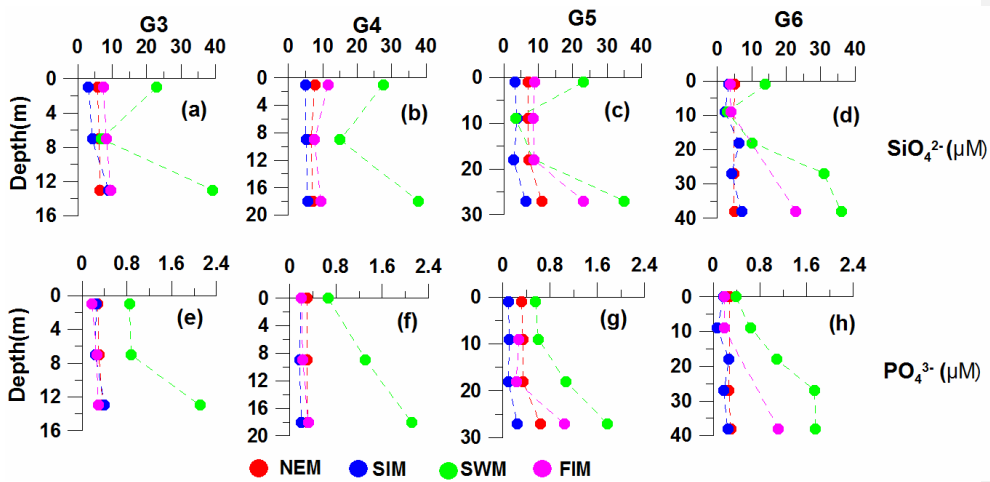 G3 G4 G5 G6
0 10 20 30 40 0 10 20 30 40 0 10 20 30 40 0 10 20 30 40
Depth(m) 0 4 8 12 16 (a)
0 4 8 12 16 20 (b)
0 10 20 30 (c)
0 10 20 30 40 (d)
SiO₄²⁻ (µM)
0 0.8 1.6 2.4 0 0.8 1.6 2.4 0 0.8 1.6 2.4 0 0.8 1.6 2.4
Depth(m) 0 4 8 12 16 (e)
0 4 8 12 16 20 (f)
0 10 20 30 (g)
0 10 20 30 40 (h)
PO₄³⁻ (µM)
NEM SIM SWM FIM